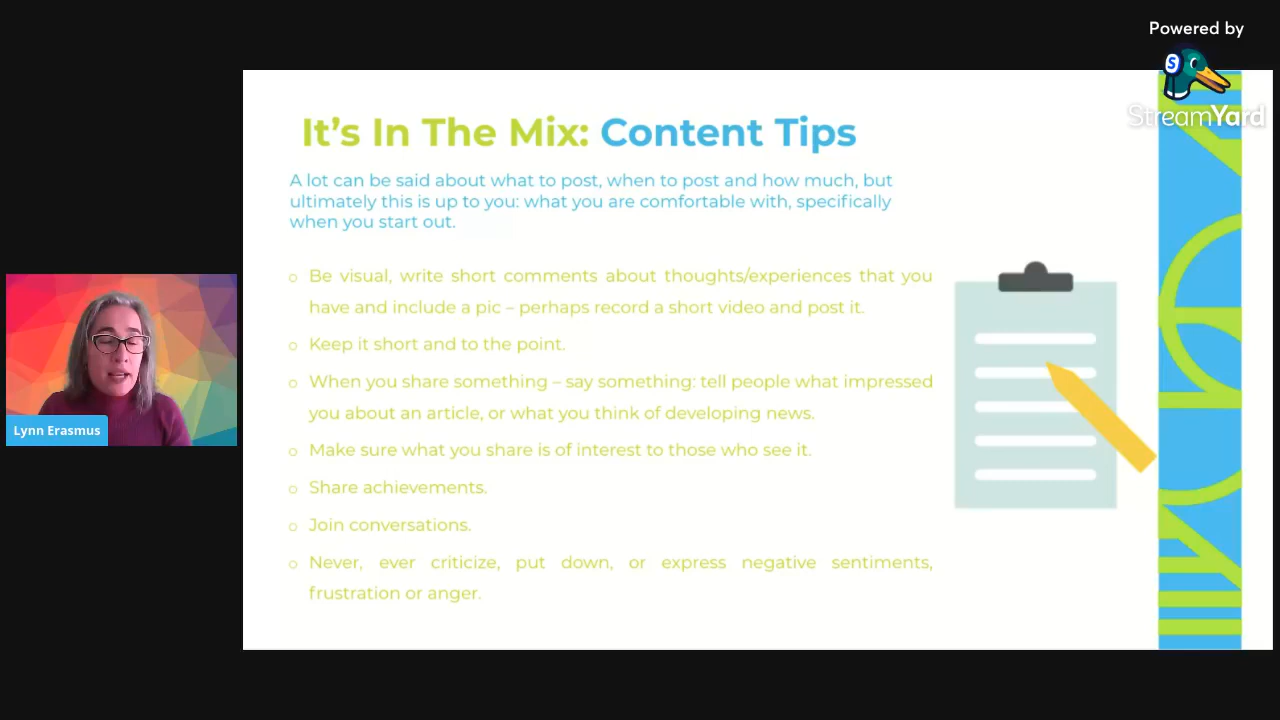 Powered by
S
StreamYard
It's In The Mix: Content Tips
A lot can be said about what to post, when to post and how much, but
ultimately this is up to you: what you are comfortable with, specifically
when you start out.
o Be visual, write short comments about thoughts/experiences that you
have and include a pic – perhaps record a short video and post it.
o Keep it short and to the point.
o When you share something – say something: tell people what impressed
you about an article, or what you think of developing news.
o Make sure what you share is of interest to those who see it.
o Share achievements.
o Join conversations.
o Never, ever criticize, put down, or express negative sentiments,
frustration or anger.
Lynn Erasmus